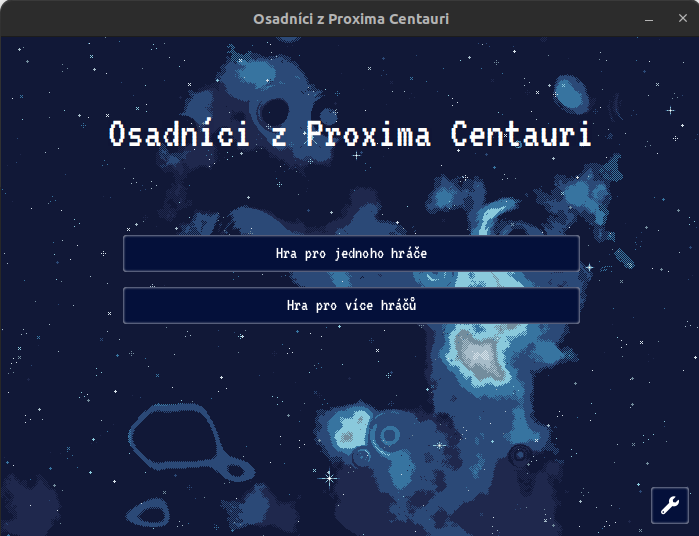 Osadníci z Proxima Centauri
Osadníci z Proxima Centauri
Hra pro jednoho hráče
Hra pro více hráčů